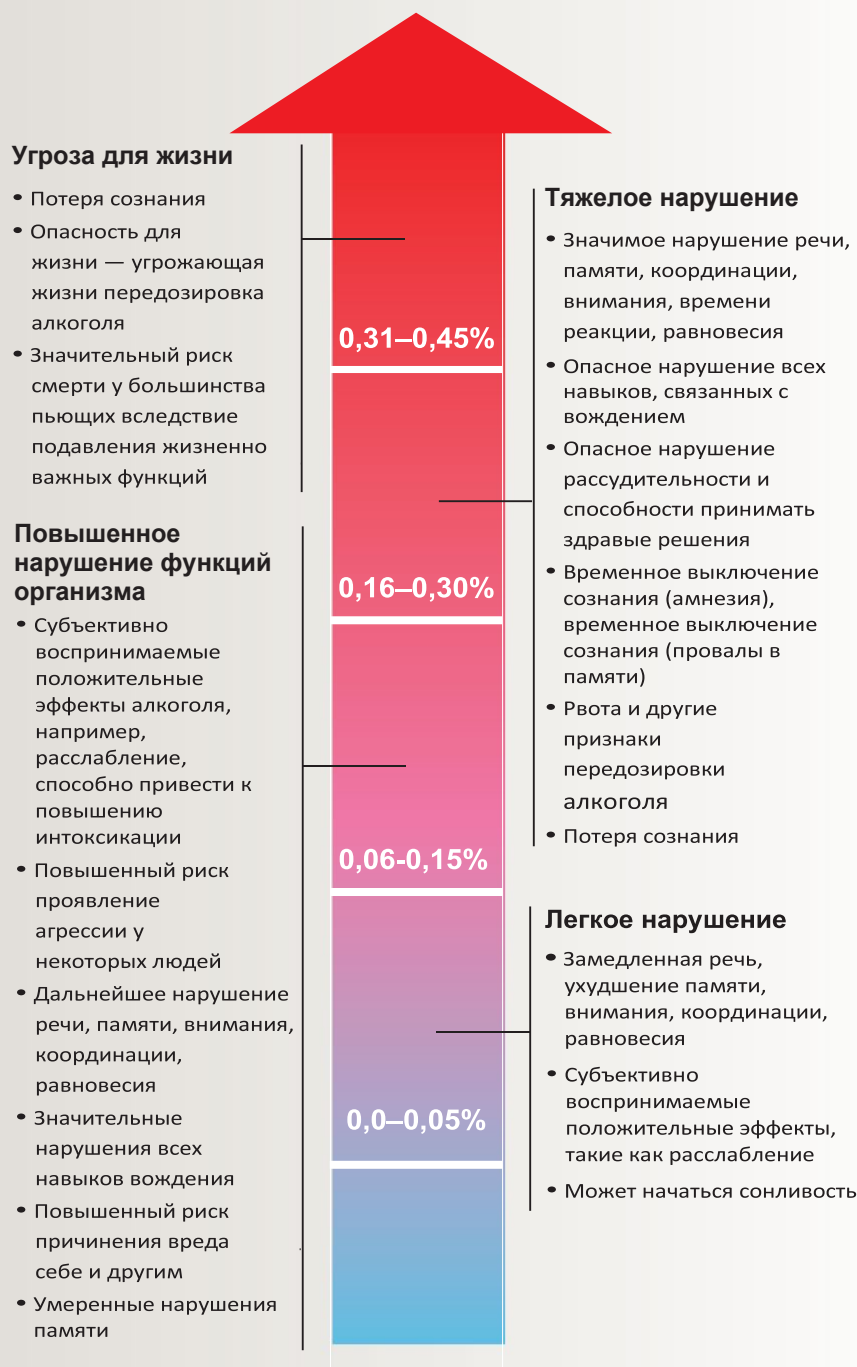 Угроза для жизни
• Потеря сознания
• Опасность для
жизни — угрожающая
жизни передозировка
алкоголя
• Значительный риск
смерти у большинства
пьющих вследствие
подавления жизненно
важных функций
0,31–0,45%
Тяжелое нарушение
• Значимое нарушение речи,
памяти, координации,
внимания, времени
реакции, равновесия
• Опасное нарушение всех
навыков, связанных с
вождением
• Опасное нарушение
рассудительности и
способности принимать
здравые решения
• Временное выключение
сознания (амнезия),
временное выключение
сознания (провалы в
памяти)
• Рвота и другие
признаки
передозировки
алкоголя
• Потеря сознания
0,16–0,30%
Повышенное
нарушение функций
организма
• Субъективно
воспринимаемые
положительные
эффекты алкоголя,
например,
расслабление,
способно привести к
повышению
интоксикации
• Повышенный риск
проявление
агрессии у
некоторых людей
• Дальнейшее нарушение
речи, памяти, внимания,
координации,
равновесия
• Значительные
нарушения всех
навыков вождения
• Повышенный риск
причинения вреда
себе и другим
• Умеренные нарушения
памяти
0,06-0,15%
Легкое нарушение
• Замедленная речь,
ухудшение памяти,
внимания, координации,
равновесия
• Субъективно
воспринимаемые
положительные эффекты,
такие как расслабление
• Может начаться сонливость
0,0–0,05%